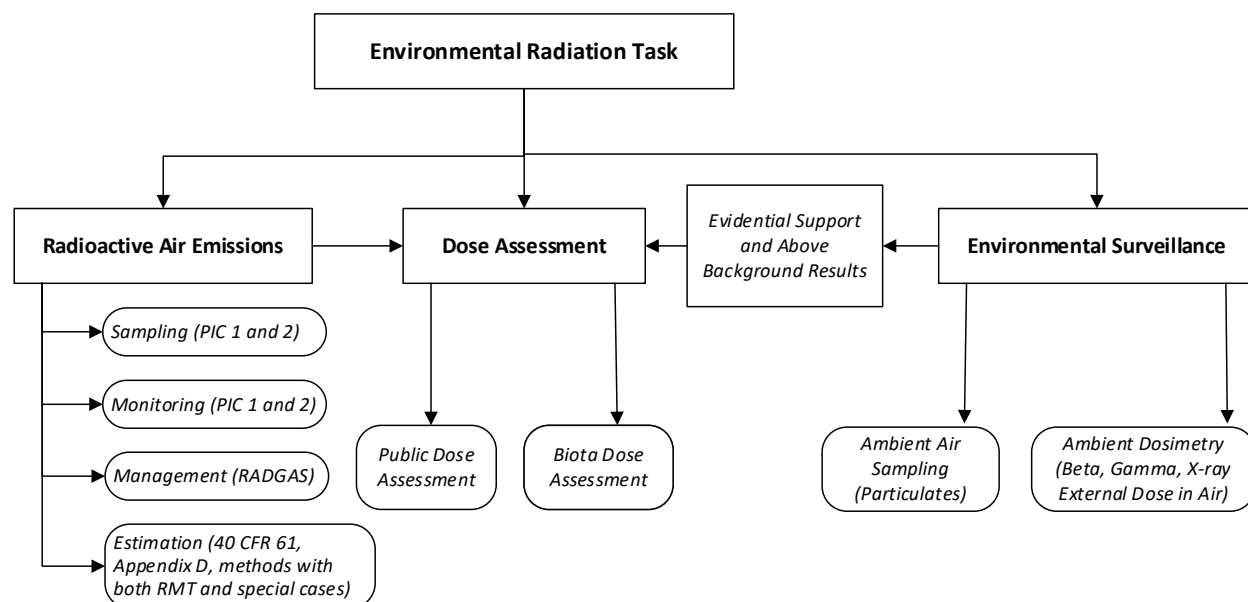 Environmental Radiation Task
Radioactive Air Emissions
Dose Assessment
Evidential Support
and Above
Background Results
Environmental Surveillance
Sampling (PIC 1 and 2)
Monitoring (PIC 1 and 2)
Management (RADGAS)
Estimation (40 CFR 61,
Appendix D, methods with
both RMT and special cases)
Public Dose
Assessment
Biota Dose
Assessment
Ambient Air
Sampling
(Particulates)
Ambient Dosimetry
(Beta, Gamma, X-ray
External Dose in Air)